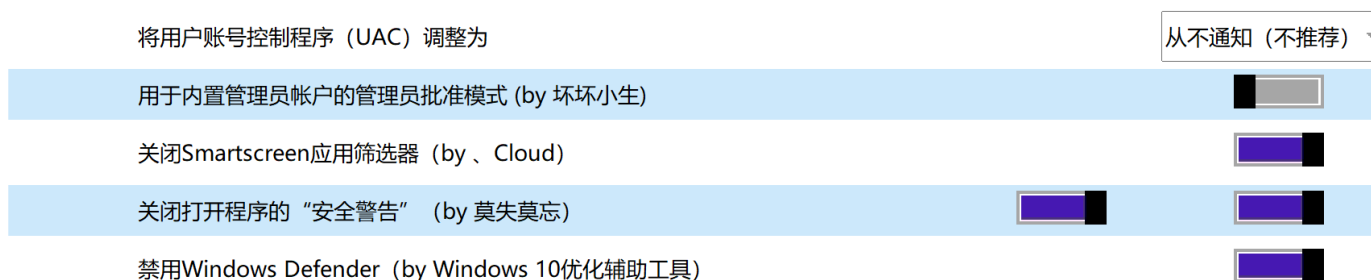 将用户账号控制程序（UAC）调整为 从不通知（不推荐）
用于内置管理员帐户的管理员批准模式 (by 坏坏小生)
关闭Smartscreen应用筛选器（by 、Cloud）
关闭打开程序的“安全警告” （by 莫失莫忘）
禁用Windows Defender（by Windows 10优化辅助工具）